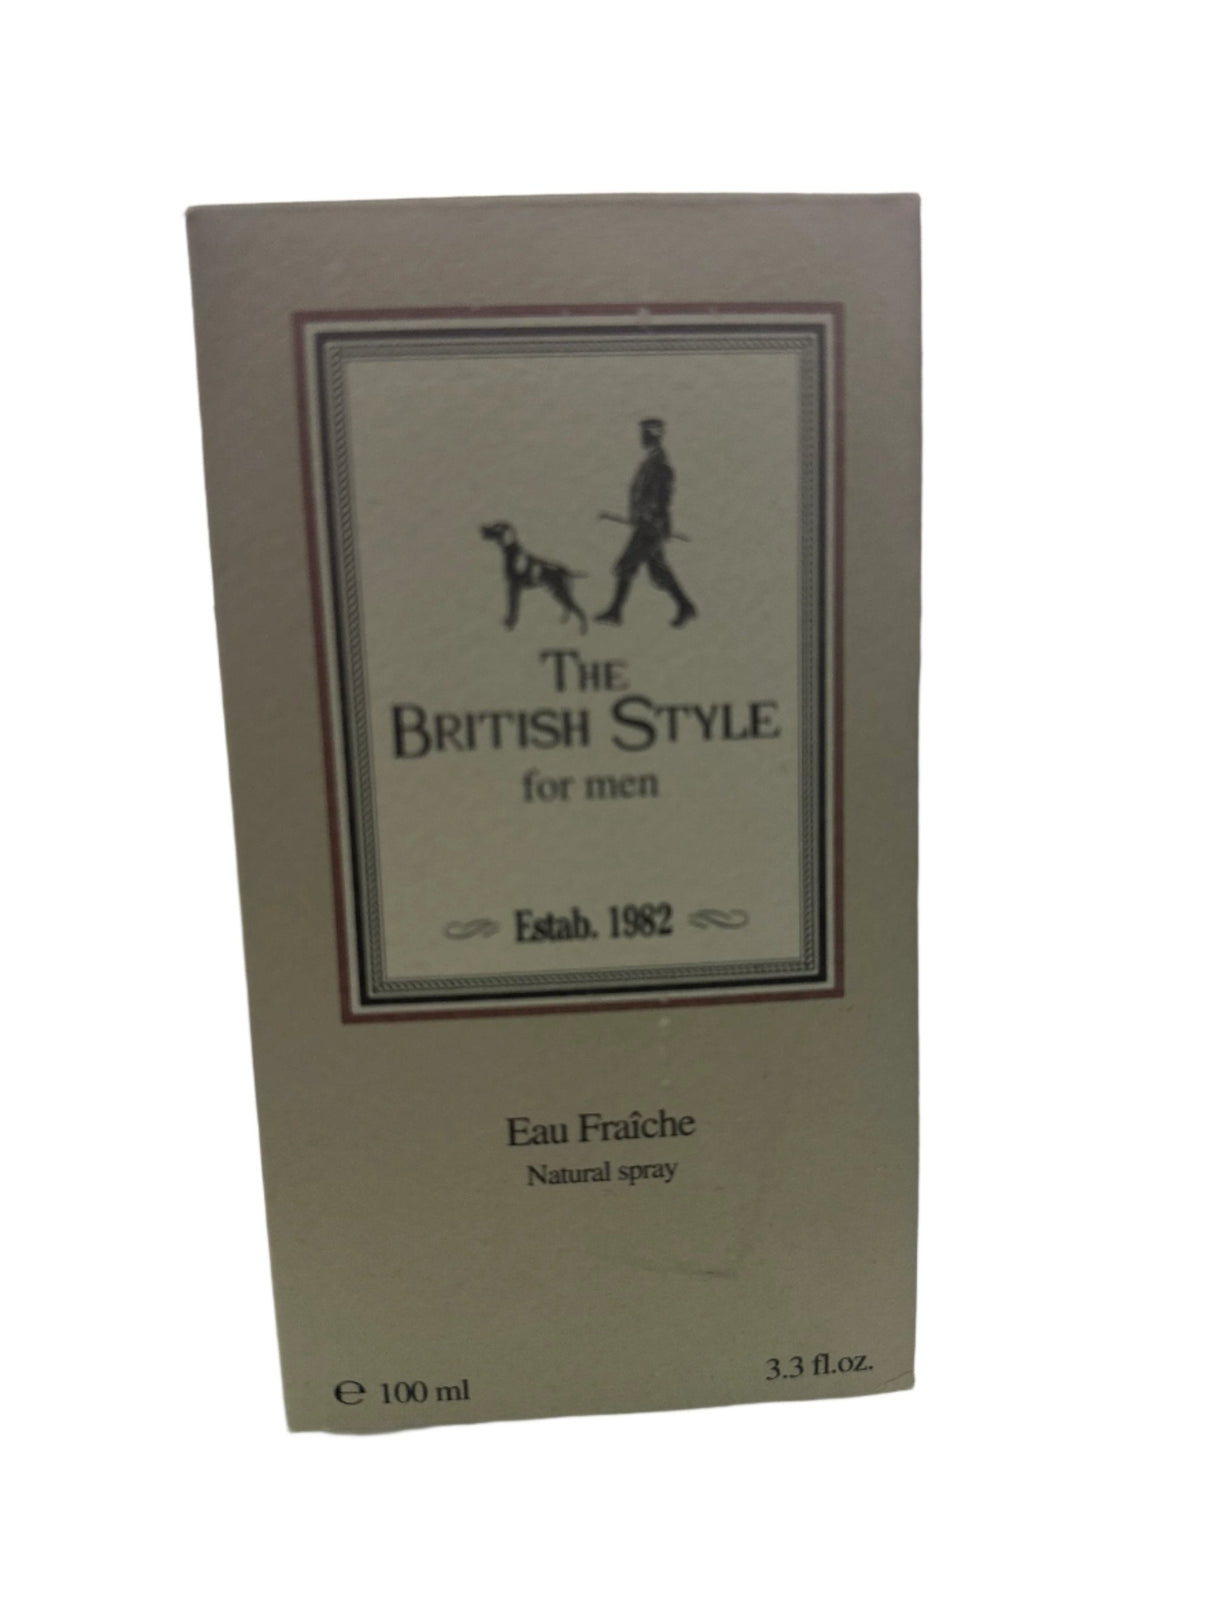 THE
BRITISH STYLE
for men
Estab. 1982
Eau Fraîche
Natural spray
℮ 100 ml
3.3 fl.oz.